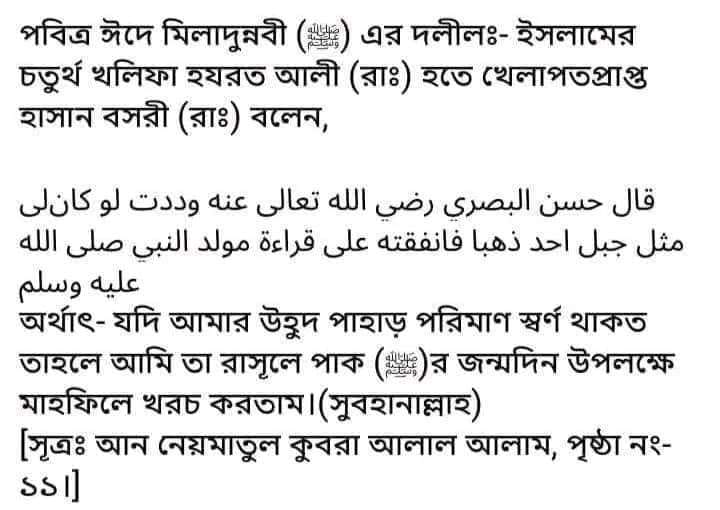 পবিত্র ঈদে মিলাদুন্নবী (ﷺ) এর দলীলঃ- ইসলামের
চতুর্থ খলিফা হযরত আলী (রাঃ) হতে খেলাপতপ্রাপ্ত
হাসান বসরী (রাঃ) বলেন,
قال حسن البصري رضي الله تعالى عنه وددت لو كان لى
مثل جبل احد ذهبا فانفقته على قراءة مولد النبي صلى الله
عليه وسلم
অর্থাৎ- যদি আমার উহুদ পাহাড় পরিমাণ স্বর্ণ থাকত
তাহলে আমি তা রাসূলে পাক (ﷺ)র জন্মদিন উপলক্ষে
মাহফিলে খরচ করতাম।(সুবহানাল্লাহ)
[সূত্রঃ আন নেয়মাতুল কুবরা আলাল আলাম, পৃষ্ঠা নং-
১১।]